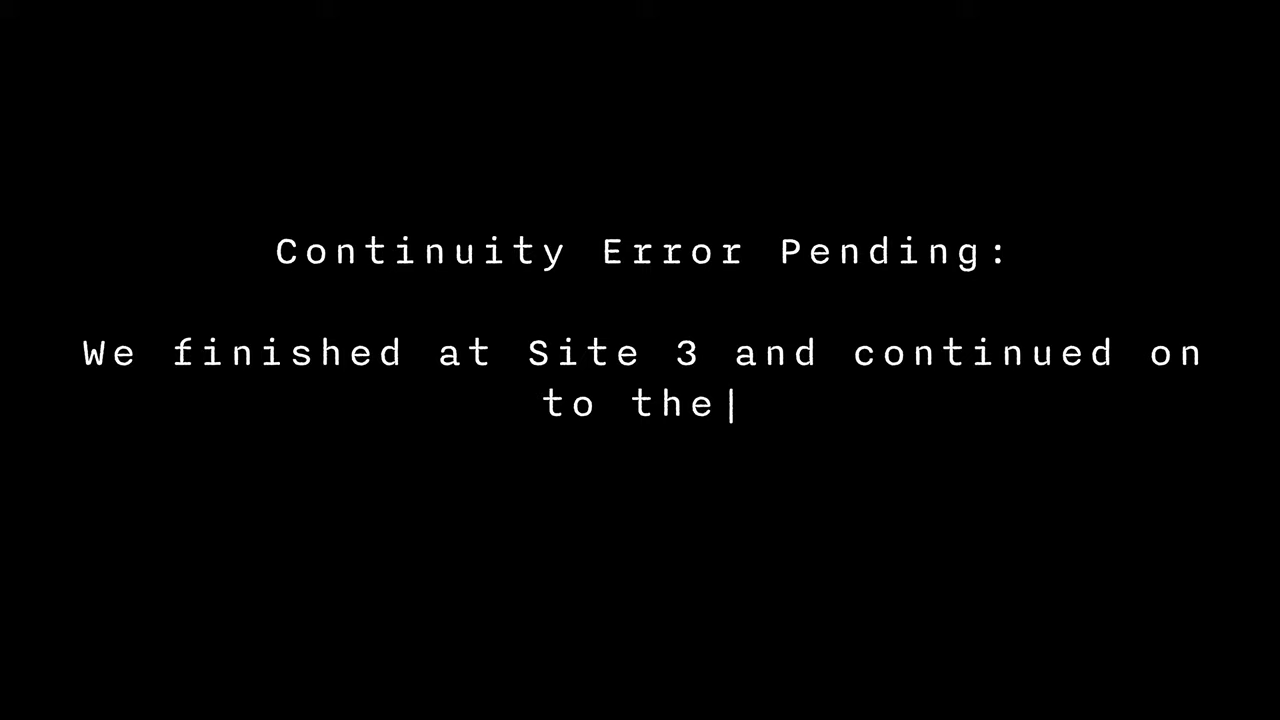 Continuity Error Pending:
We finished at Site 3 and continued on
to the|